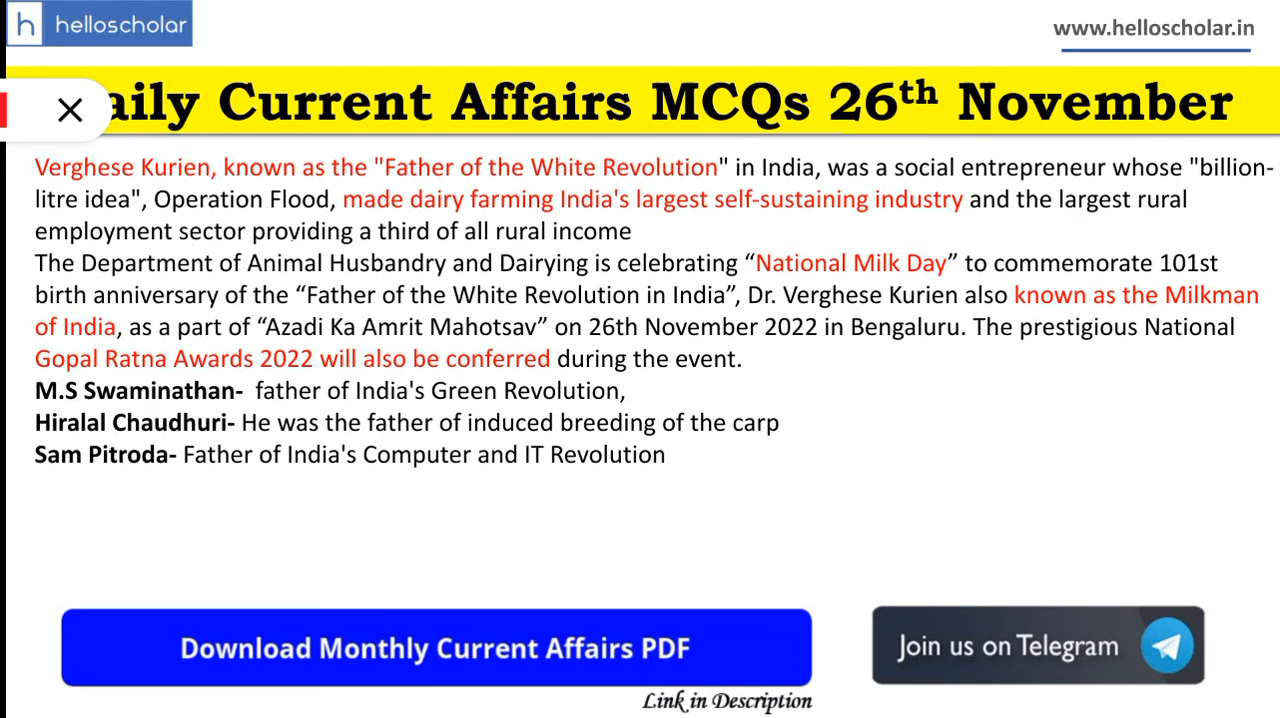 helloscholar
www.helloscholar.in
aily Current Affairs MCQs 26th November
Verghese Kurien, known as the "Father of the White Revolution" in India, was a social entrepreneur whose "billion-
litre idea", Operation Flood, made dairy farming India's largest self-sustaining industry and the largest rural
employment sector providing a third of all rural income
The Department of Animal Husbandry and Dairying is celebrating “National Milk Day” to commemorate 101st
birth anniversary of the “Father of the White Revolution in India”, Dr. Verghese Kurien also known as the Milkman
of India, as a part of “Azadi Ka Amrit Mahotsav” on 26th November 2022 in Bengaluru. The prestigious National
Gopal Ratna Awards 2022 will also be conferred during the event.
M.S Swaminathan- father of India's Green Revolution,
Hiralal Chaudhuri- He was the father of induced breeding of the carp
Sam Pitroda- Father of India's Computer and IT Revolution
Download Monthly Current Affairs PDF
Join us on Telegram
Link in Description